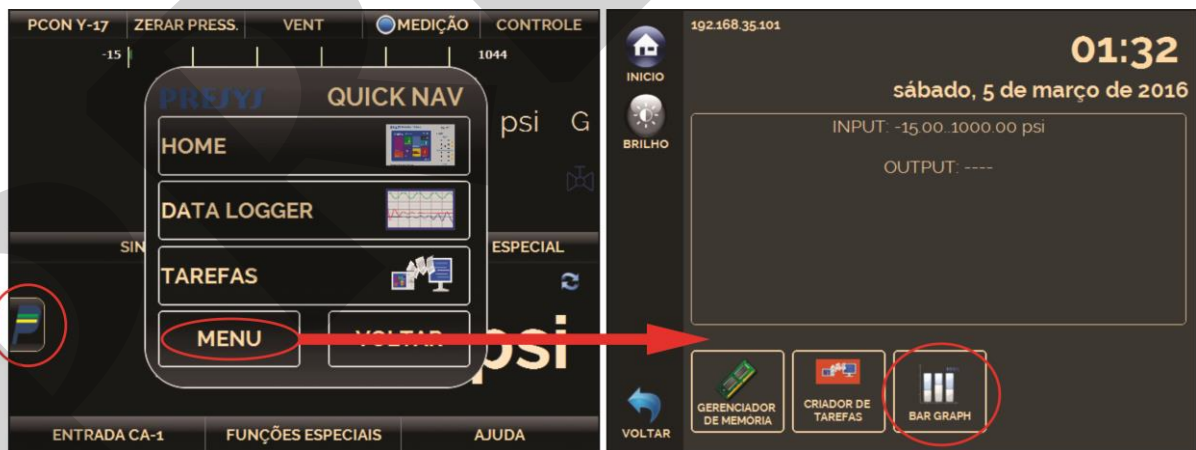 PCON Y-17 ZERAR PRESS. VENT MEDIÇÃO CONTROLE
-15 1044
PRESYS QUICK NAV
psi G
HOME
DATA LOGGER
SIN ESPECIAL
TAREFAS
MENU VOLTAR
psi
ENTRADA CA-1 FUNÇÕES ESPECIAIS AJUDA
192.168.35.101
01:32
INICIO
sábado, 5 de março de 2016
INPUT: -15.00..1000.00 psi
BRILHO
OUTPUT: ----
GERENCIADOR
DE MEMÓRIA
CRIADOR DE
TAREFAS
BAR GRAPH
VOLTAR